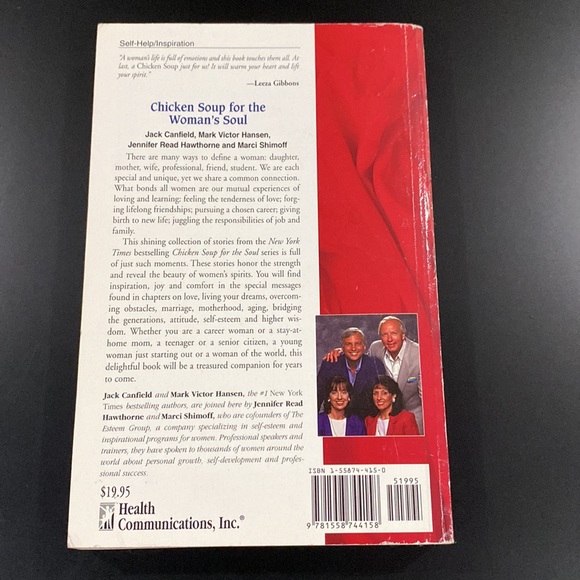 Self-Help/Inspiration
"A woman's life is full of emotions and this book touches them all. At
last, a Chicken Soup just for us! It will warm your heart and lift
your spirit."
—Leeza Gibbons
Chicken Soup for the
Woman's Soul
Jack Canfield, Mark Victor Hansen,
Jennifer Read Hawthorne and Marci Shimoff
There are many ways to define a woman: daughter,
mother, wife, professional, friend, student. We are each
special and unique, yet we share a common connection.
What bonds all women are our mutual experiences of
loving and learning; feeling the tenderness of love; forg-
ing lifelong friendships; pursuing a chosen career; giving
birth to new life; juggling the responsibilities of job and
family.
This shining collection of stories from the New York
Times bestselling Chicken Soup for the Soul series is full
of just such moments. These stories honor the strength
and reveal the beauty of women's spirits. You will find
inspiration, joy and comfort in the special messages
found in chapters on love, living your dreams, overcom-
ing obstacles, marriage, motherhood, aging, bridging
the generations, attitude, self-esteem and higher wis-
dom. Whether you are a career woman or a stay-at-
home mom, a teenager or a senior citizen, a young
woman just starting out or a woman of the world, this
delightful book will be a treasured companion for years
to come.
Jack Canfield and Mark Victor Hansen, the #1 New York
Times bestselling authors, are joined here by Jennifer Read
Hawthorne and Marci Shimoff, who are cofounders of The
Esteem Group, a company specializing in self-esteem and
inspirational programs for women. Professional speakers and
trainers, they have spoken to thousands of women around the
world about personal growth, self-development and profes-
sional success.
$19.95
Health
Communications, Inc.®
ISBN 1-55874-415-0
51995
9 781558 744158